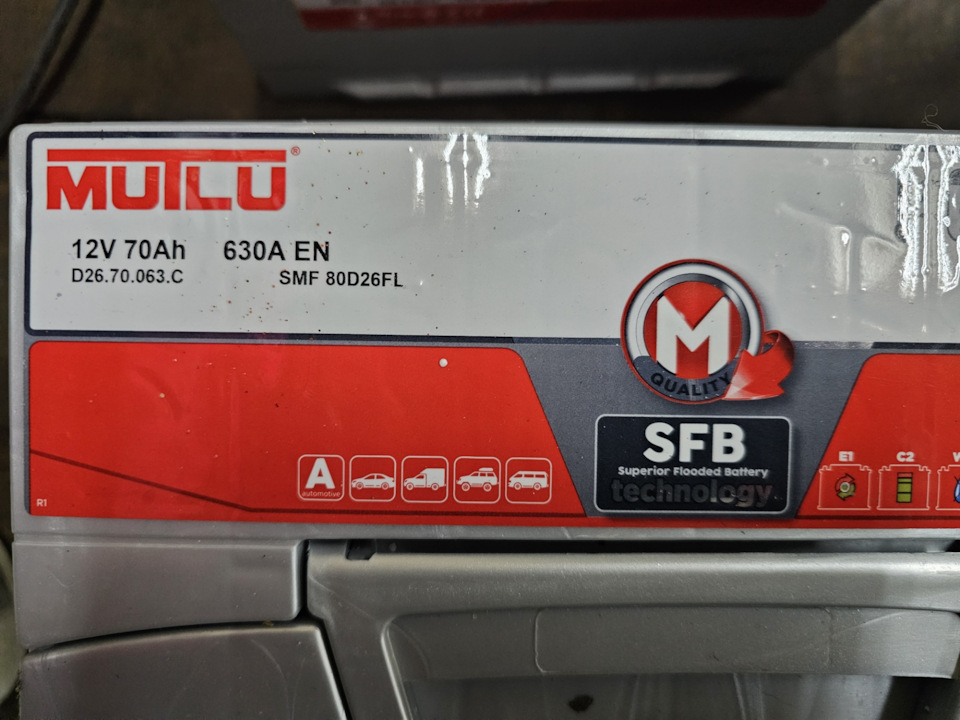 MUTLU®
12V 70Ah 630A EN
D26.70.063.C SMF 80D26FL
M
QUALITY
SFB
Superior Flooded Battery
technology
A
automotive
E1 C2 W
R1